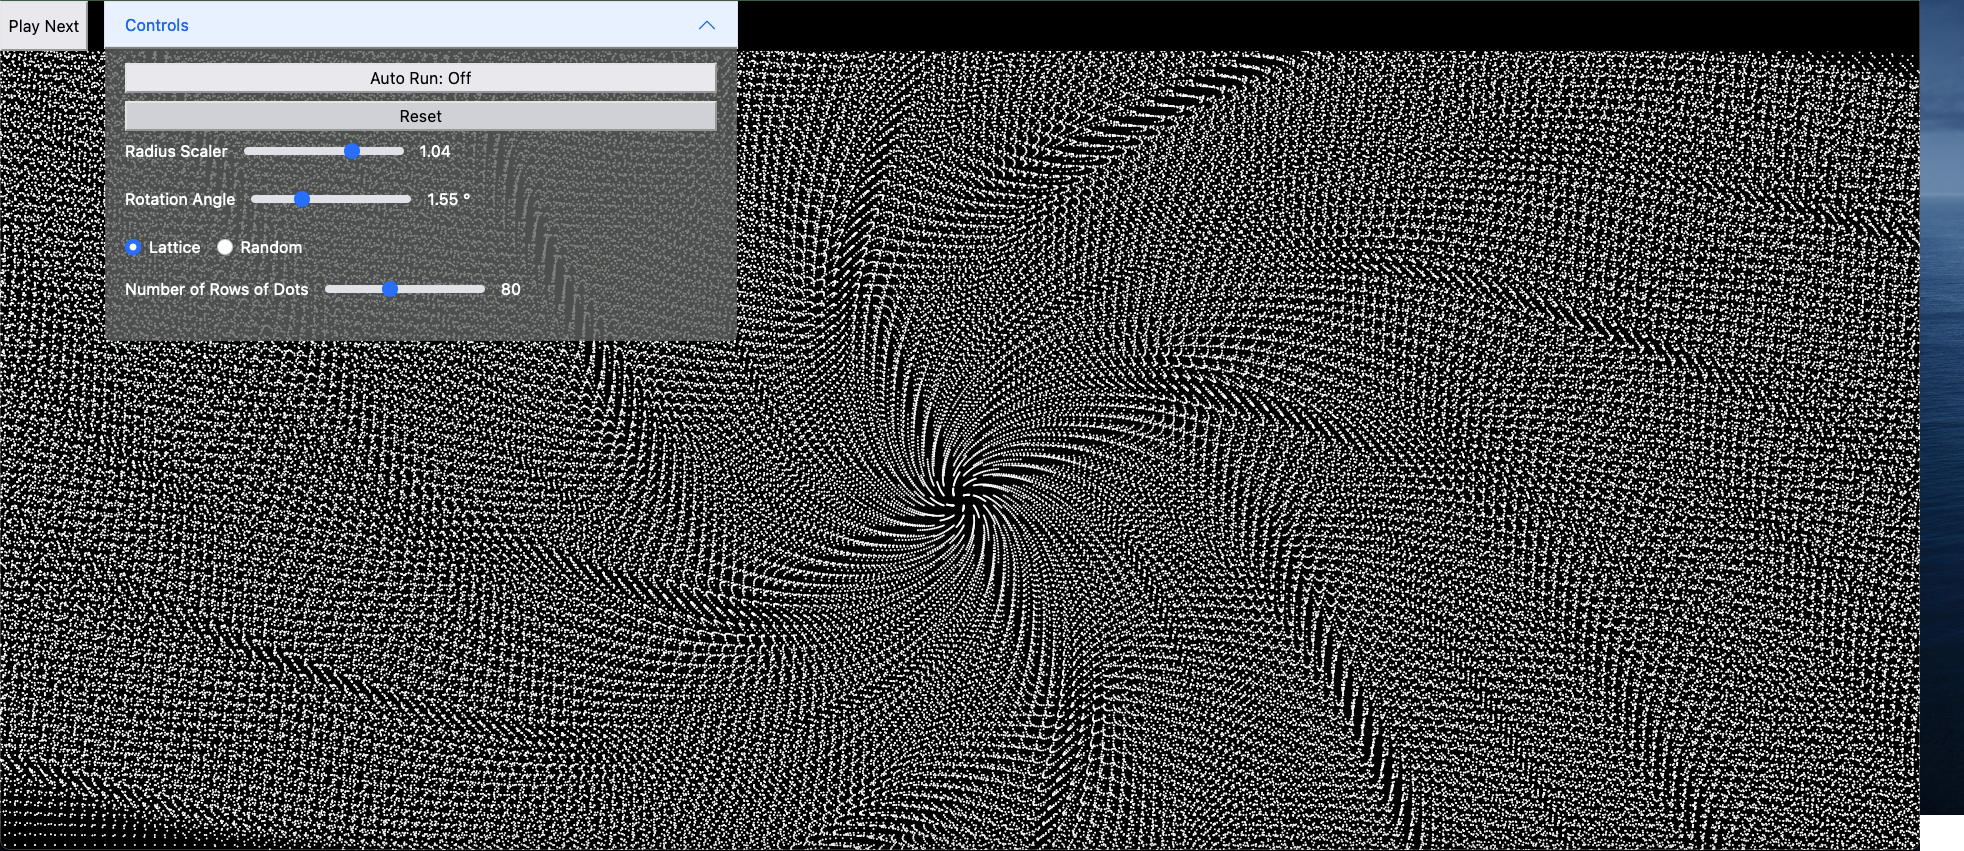 Play Next
Controls
Auto Run: Off
Reset
Radius Scaler 1.04
Rotation Angle 1.55 °
Lattice Random
Number of Rows of Dots 80